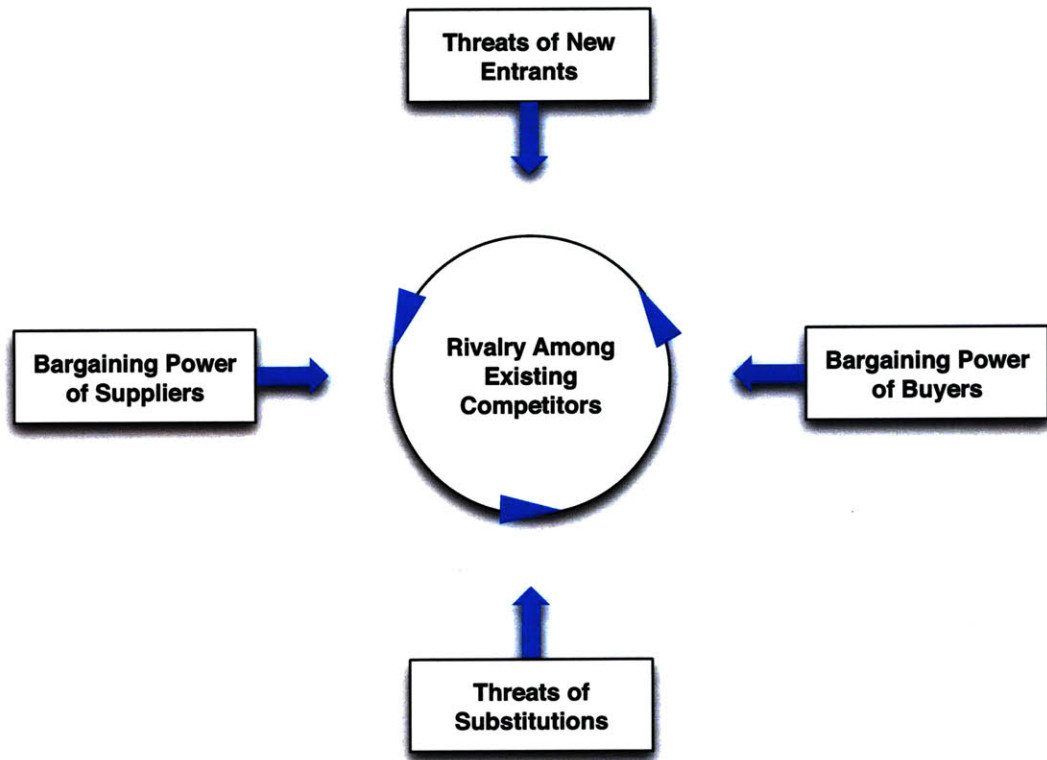 Threats of New
Entrants
Bargaining Power
of Suppliers
Rivalry Among
Existing
Competitors
Bargaining Power
of Buyers
Threats of
Substitutions